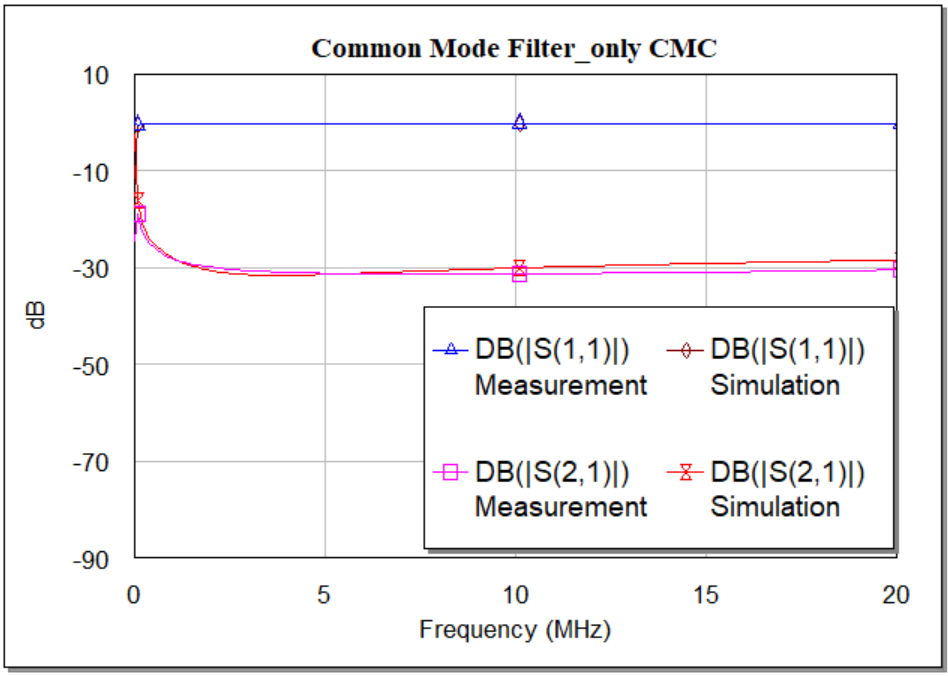 Common Mode Filter_only CMC
10
-10
-30
-50
-70
-90
dB
0 5 10 15 20
Frequency (MHz)
DB(|S(1,1)|) DB(|S(1,1)|)
Measurement Simulation
DB(|S(2,1)|) DB(|S(2,1)|)
Measurement Simulation